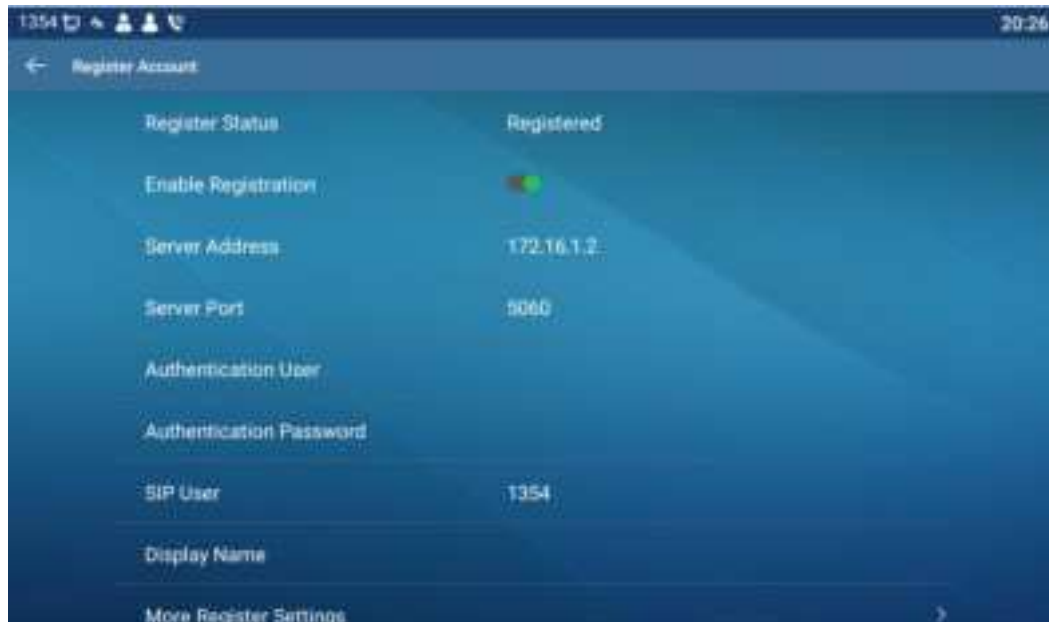 1354 20:26
Register Account
Register Status Registered
Enable Registration
Server Address 172.16.1.2
Server Port 5060
Authentication User
Authentication Password
SIP User 1354
Display Name
More Register Settings